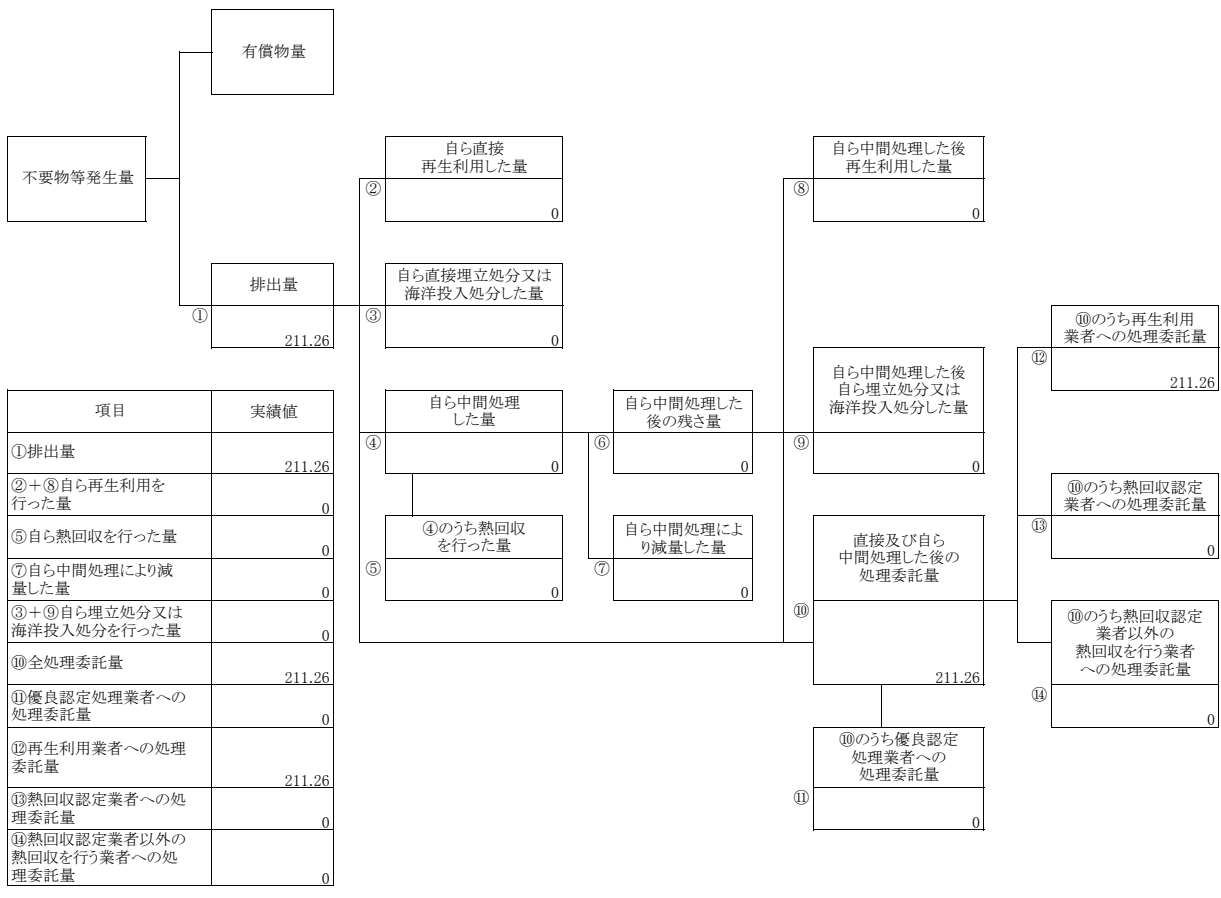 有償物量
不要物等発生量
自ら直接
再生利用した量
②
0
自ら中間処理した後
再生利用した量
⑧
0
排出量
①
211.26
自ら直接埋立処分又は
海洋投入処分した量
③
0
⑩のうち再生利用
業者への処理委託量
⑫
211.26
自ら中間処理
した量
④
0
自ら中間処理した
後の残さ量
⑥
0
自ら中間処理した後
自ら埋立処分又は
海洋投入処分した量
⑨
0
⑩のうち熱回収認定
業者への処理委託量
⑬
0
④のうち熱回収
を行った量
⑤
0
自ら中間処理によ
り減量した量
⑦
0
直接及び自ら
中間処理した後の
処理委託量
⑩
211.26
⑩のうち熱回収認定
業者以外の
熱回収を行う業者
への処理委託量
⑭
0
⑩のうち優良認定
処理業者への
処理委託量
⑪
0
項目 実績値
①排出量
211.26
②+⑧自ら再生利用を
行った量
0
⑤自ら熱回収を行った量
0
⑦自ら中間処理により減
量した量
0
③+⑨自ら埋立処分又は
海洋投入処分を行った量
0
⑩全処理委託量
211.26
⑪優良認定処理業者への
処理委託量
0
⑫再生利用業者への処理
委託量
211.26
⑬熱回収認定業者への処
理委託量
0
⑭熱回収認定業者以外の
熱回収を行う業者への処
理委託量
0